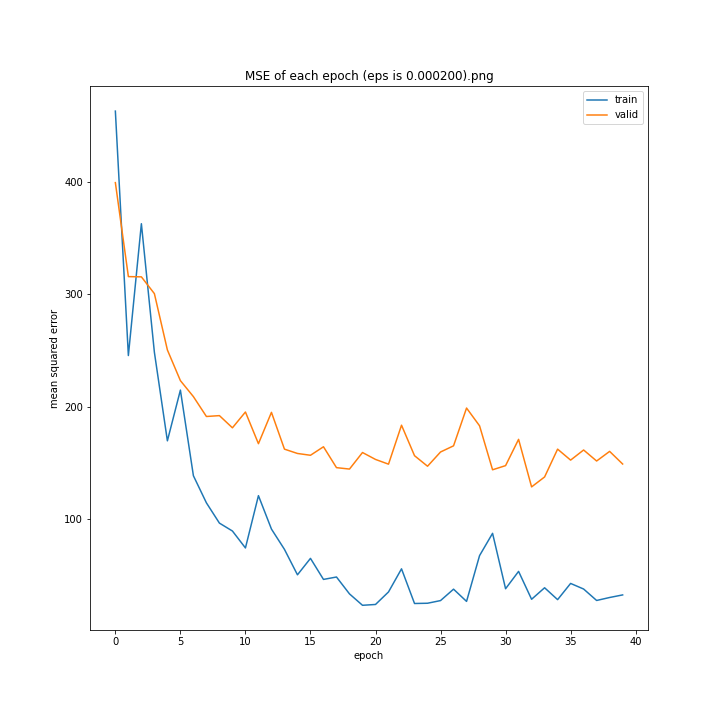 MSE of each epoch (eps is 0.000200).png
train
valid
400
300
200
100
mean squared error
0 5 10 15 20 25 30 35 40
epoch